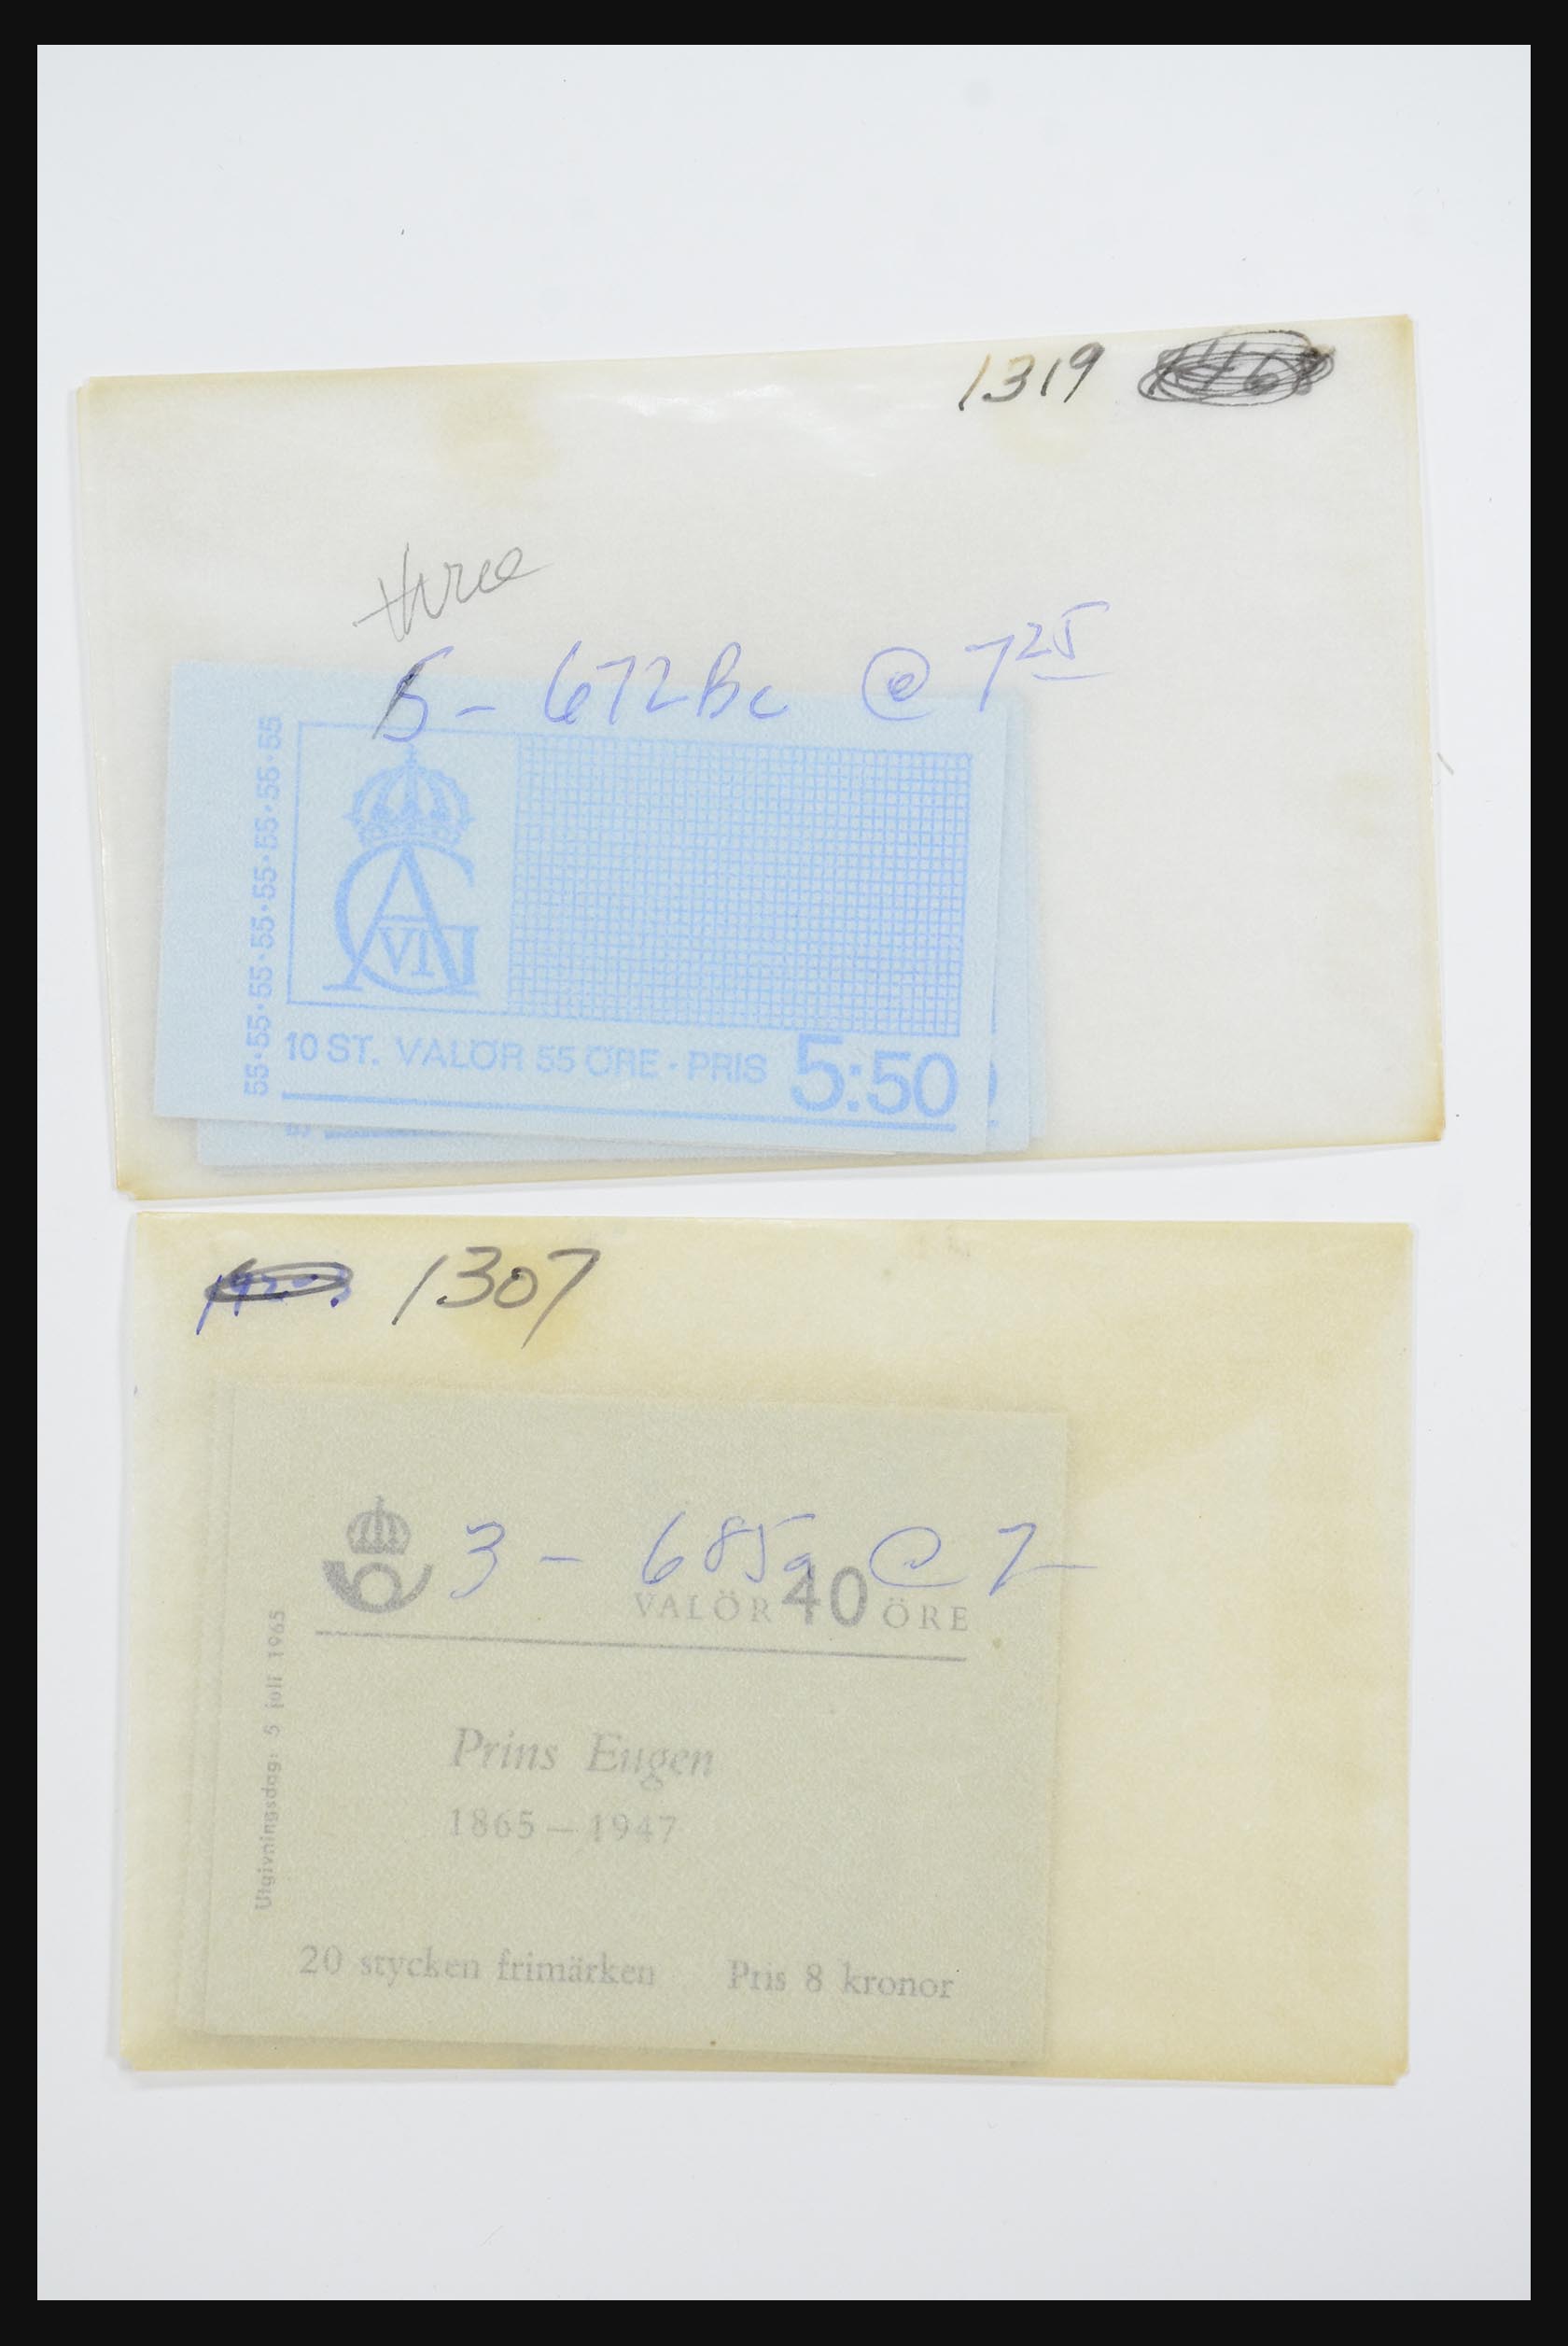 1319
three
5 - 672Bc @ 7 25
55·55·55·55·55·55·55·55·55·55
10 ST. VALÖR 55 ÖRE · PRIS 5:50
1307
3 - 685a @ 7-
VALÖR 40 ÖRE
Utgivningsdag: 5 juli 1965
Prins Eugen
1865 — 1947
20 stycken frimärken Pris 8 kronor